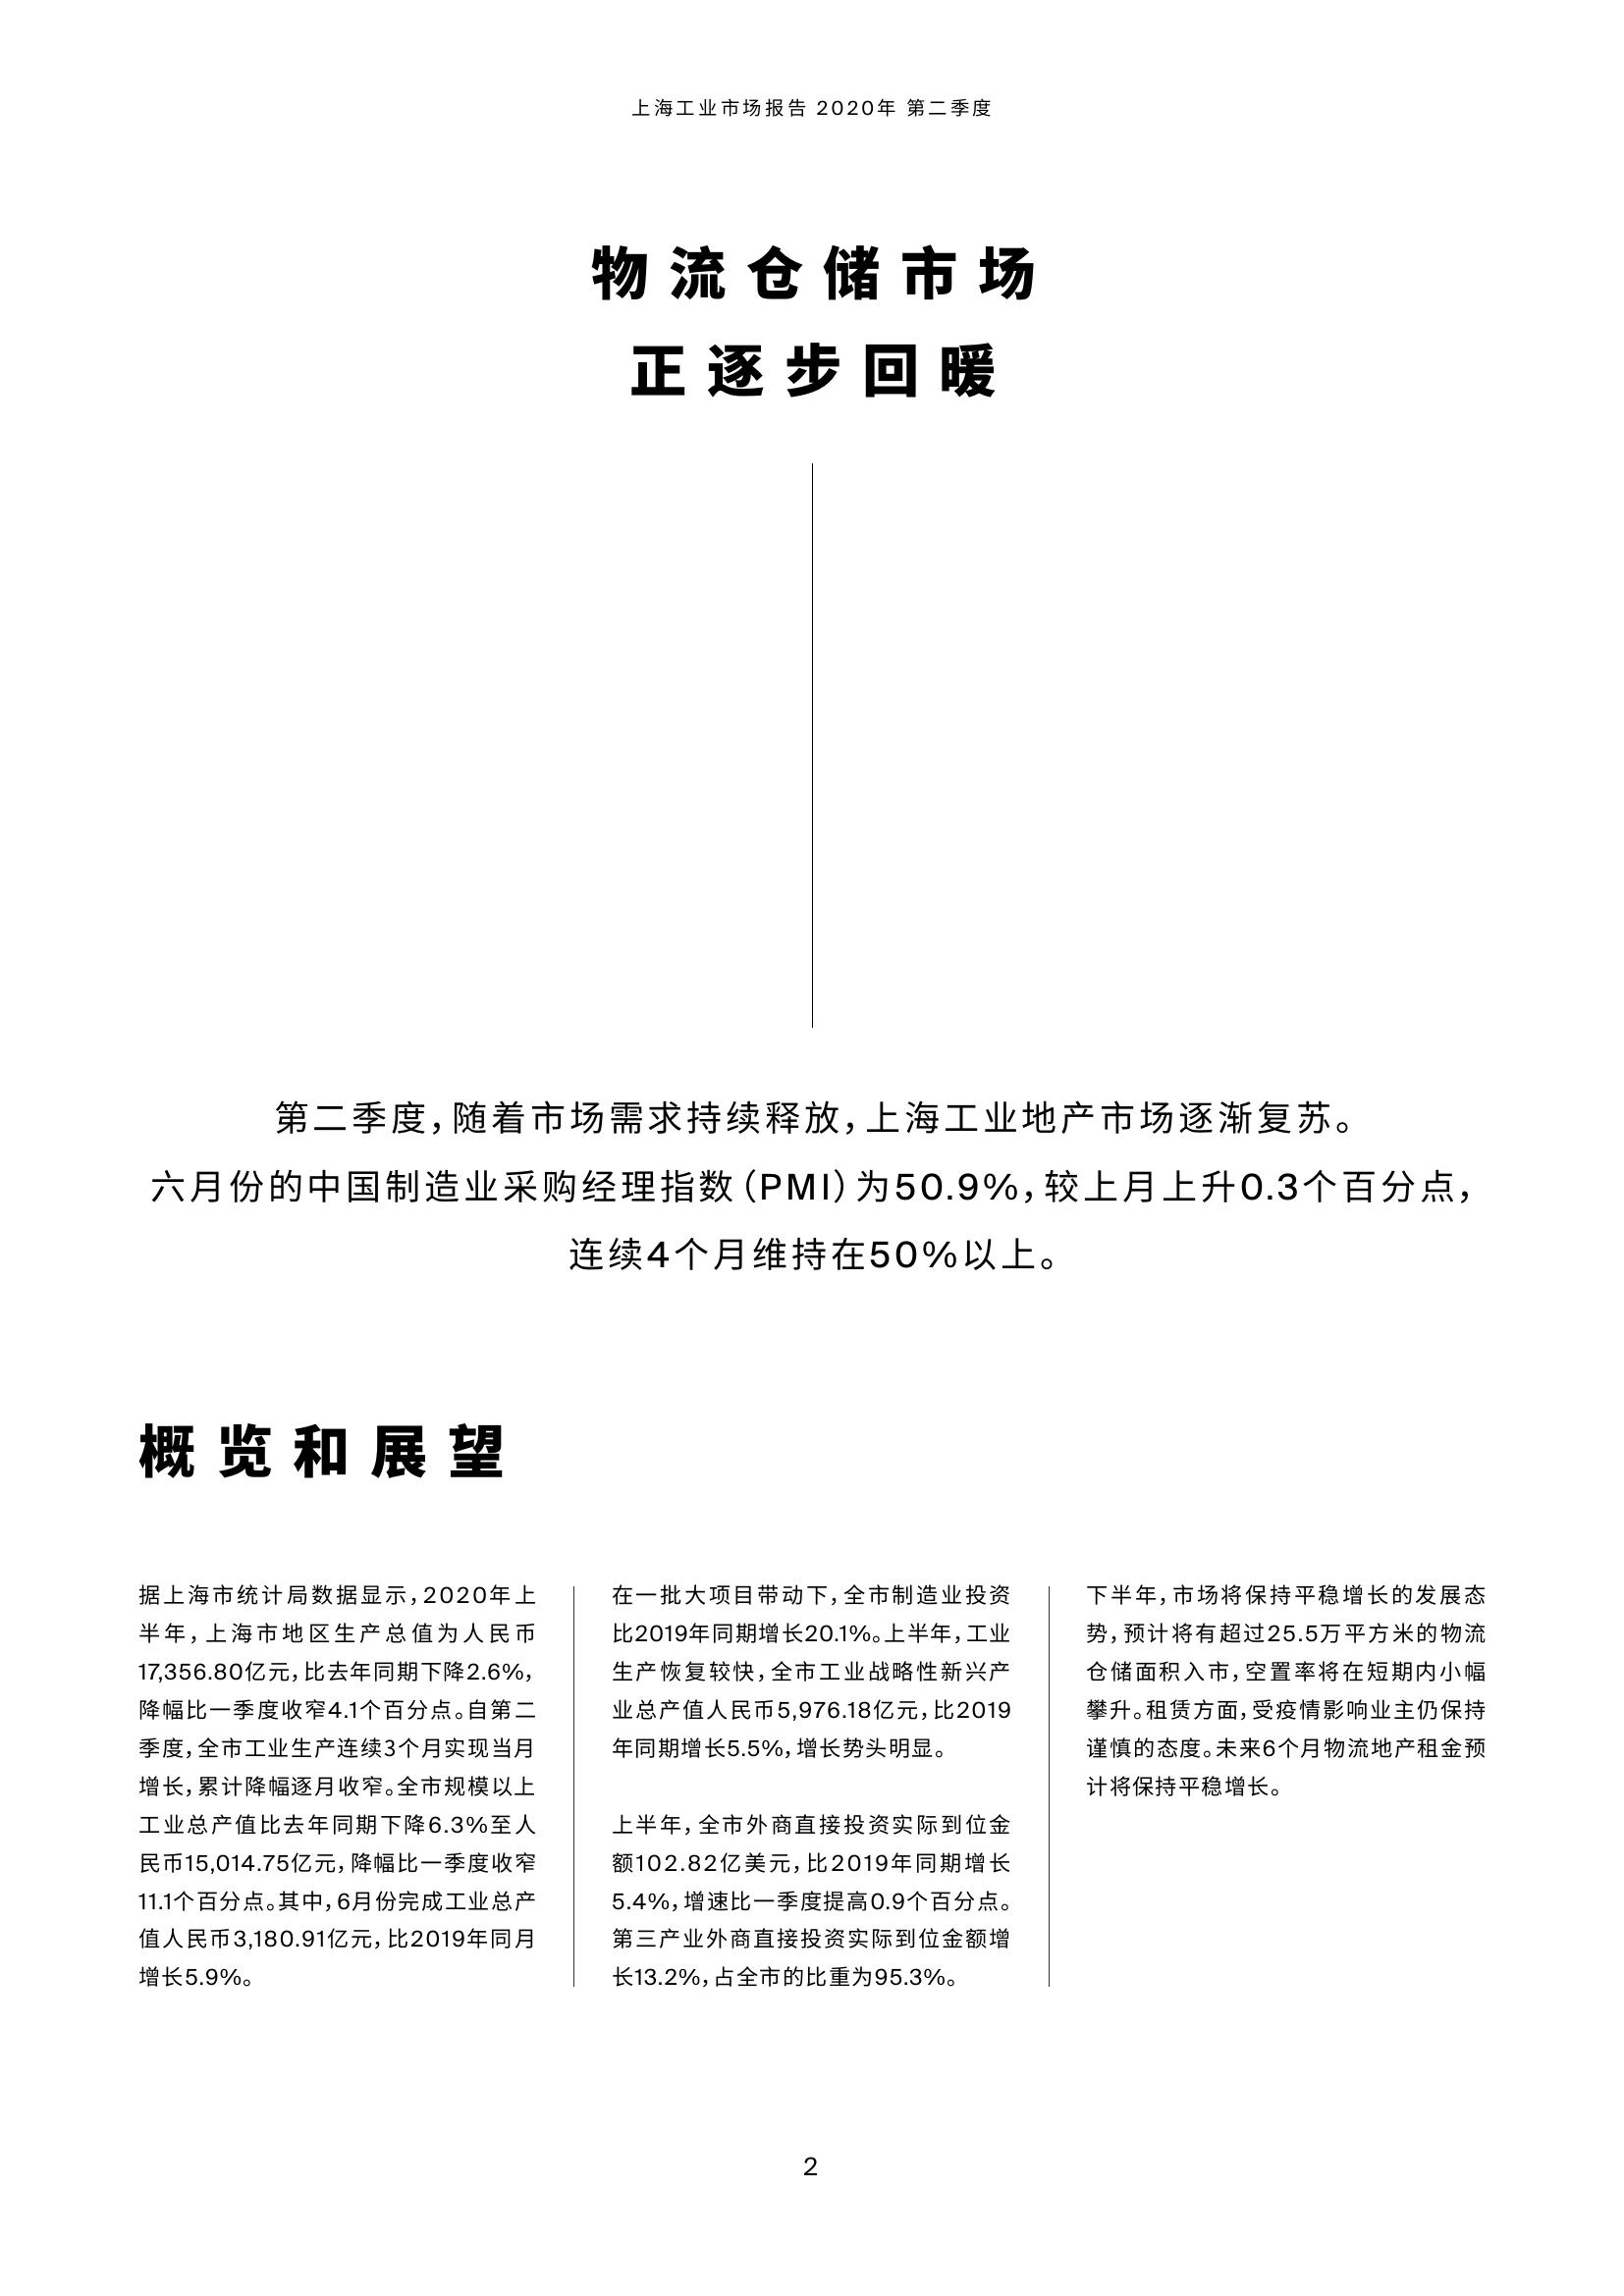 上海工业市场报告 2020年 第二季度
物流仓储市场
正逐步回暖
第二季度，随着市场需求持续释放，上海工业地产市场逐渐复苏。
六月份的中国制造业采购经理指数（PMI）为50.9%，较上月上升0.3个百分点，
连续4个月维持在50%以上。
概览和展望
据上海市统计局数据显示，2020年上
半年，上海市地区生产总值为人民币
17,356.80亿元，比去年同期下降2.6%，
降幅比一季度收窄4.1个百分点。自第二
季度，全市工业生产连续3个月实现当月
增长，累计降幅逐月收窄。全市规模以上
工业总产值比去年同期下降6.3%至人
民币15,014.75亿元，降幅比一季度收窄
11.1个百分点。其中，6月份完成工业总产
值人民币3,180.91亿元，比2019年同月
增长5.9%。
在一批大项目带动下，全市制造业投资
比2019年同期增长20.1%。上半年，工业
生产恢复较快，全市工业战略性新兴产
业总产值人民币5,976.18亿元，比2019
年同期增长5.5%，增长势头明显。
上半年，全市外商直接投资实际到位金
额102.82亿美元，比2019年同期增长
5.4%，增速比一季度提高0.9个百分点。
第三产业外商直接投资实际到位金额增
长13.2%，占全市的比重为95.3%。
下半年，市场将保持平稳增长的发展态
势，预计将有超过25.5万平方米的物流
仓储面积入市，空置率将在短期内小幅
攀升。租赁方面，受疫情影响业主仍保持
谨慎的态度。未来6个月物流地产租金预
计将保持平稳增长。
2